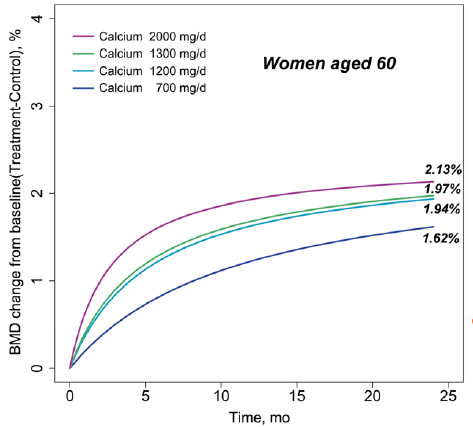 Calcium 2000 mg/d
Calcium 1300 mg/d
Calcium 1200 mg/d
Calcium 700 mg/d
Women aged 60
2.13%
1.97%
1.94%
1.62%
BMD change from baseline(Treatment-Control), %
4
3
2
1
0
0 5 10 15 20 25
Time, mo